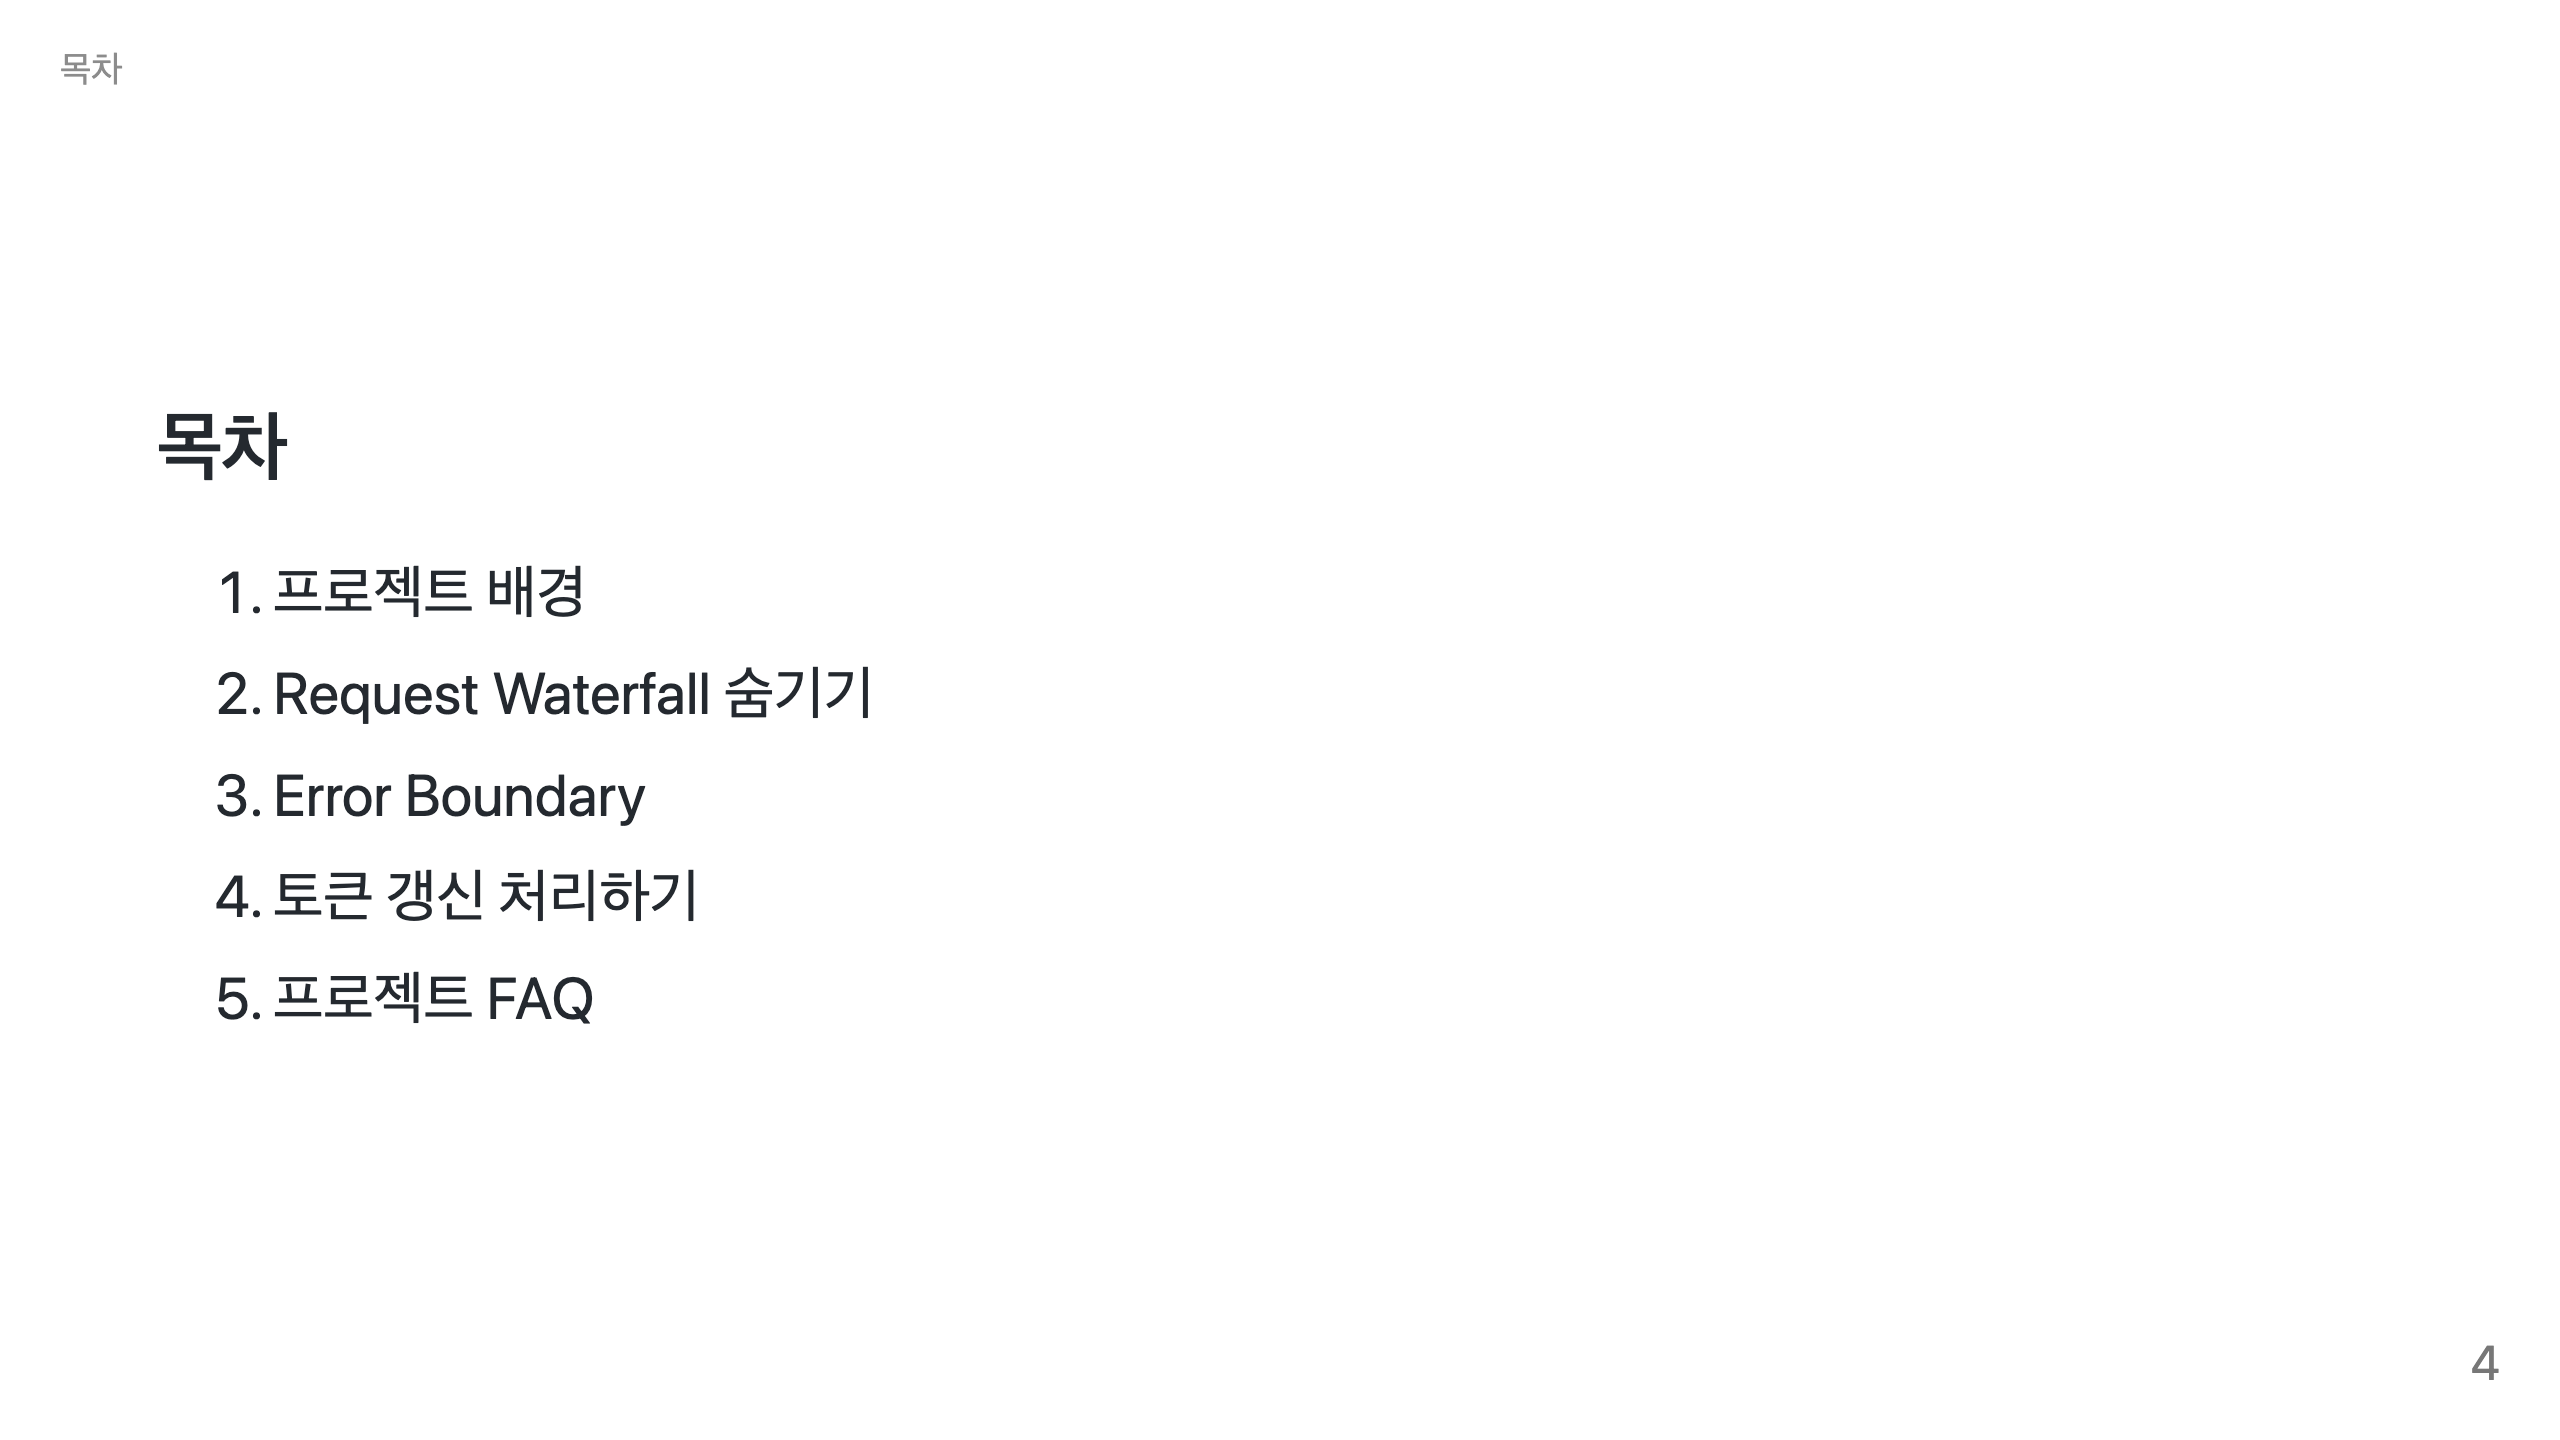 목차
목차
1. 프로젝트 배경
2. Request Waterfall 숨기기
3. Error Boundary
4. 토큰 갱신 처리하기
5. 프로젝트 FAQ
4